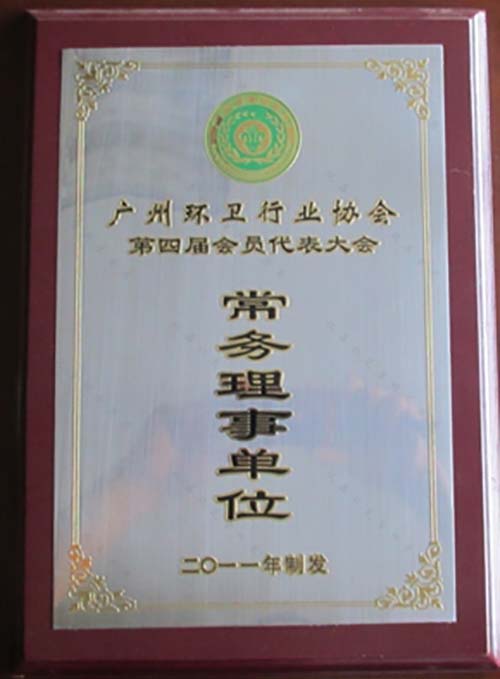 广州环卫行业协会
第四届会员代表大会
常务理事单位
二〇一一年制发